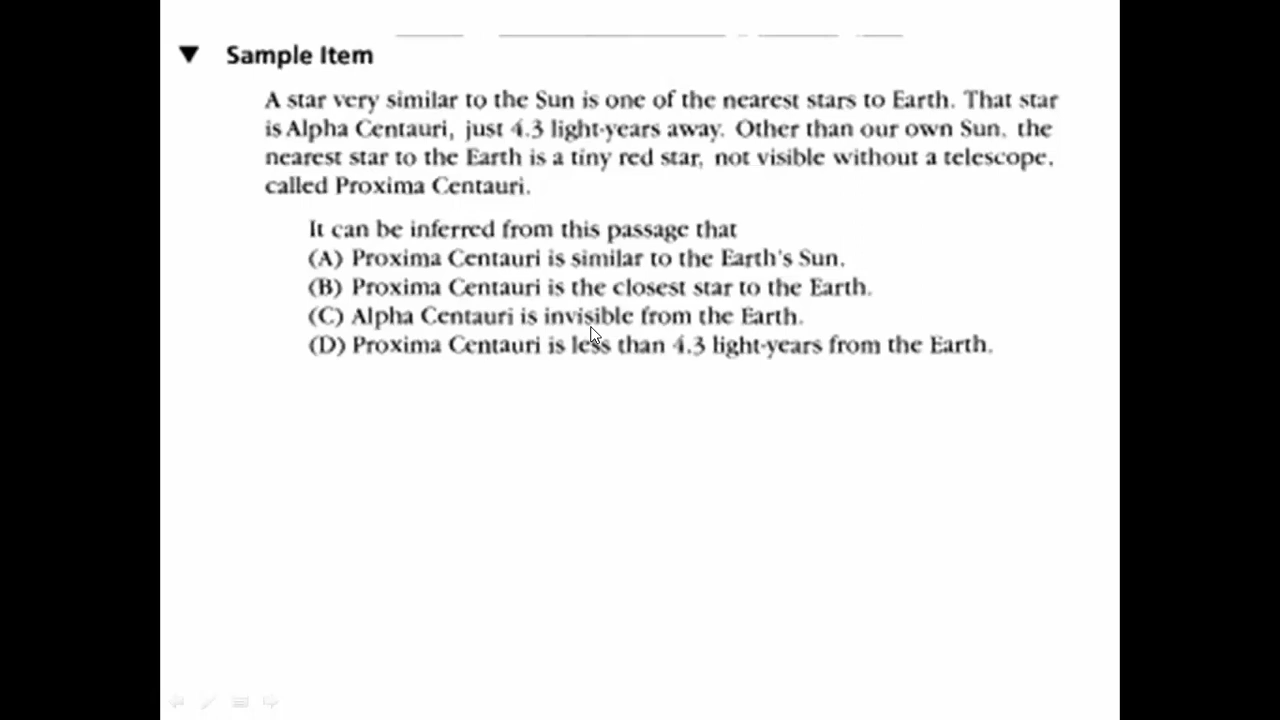 Sample Item
A star very similar to the Sun is one of the nearest stars to Earth. That star
is Alpha Centauri, just 4.3 light-years away. Other than our own Sun, the
nearest star to the Earth is a tiny red star, not visible without a telescope,
called Proxima Centauri.
It can be inferred from this passage that
(A) Proxima Centauri is similar to the Earth's Sun.
(B) Proxima Centauri is the closest star to the Earth.
(C) Alpha Centauri is invisible from the Earth.
(D) Proxima Centauri is less than 4.3 light-years from the Earth.